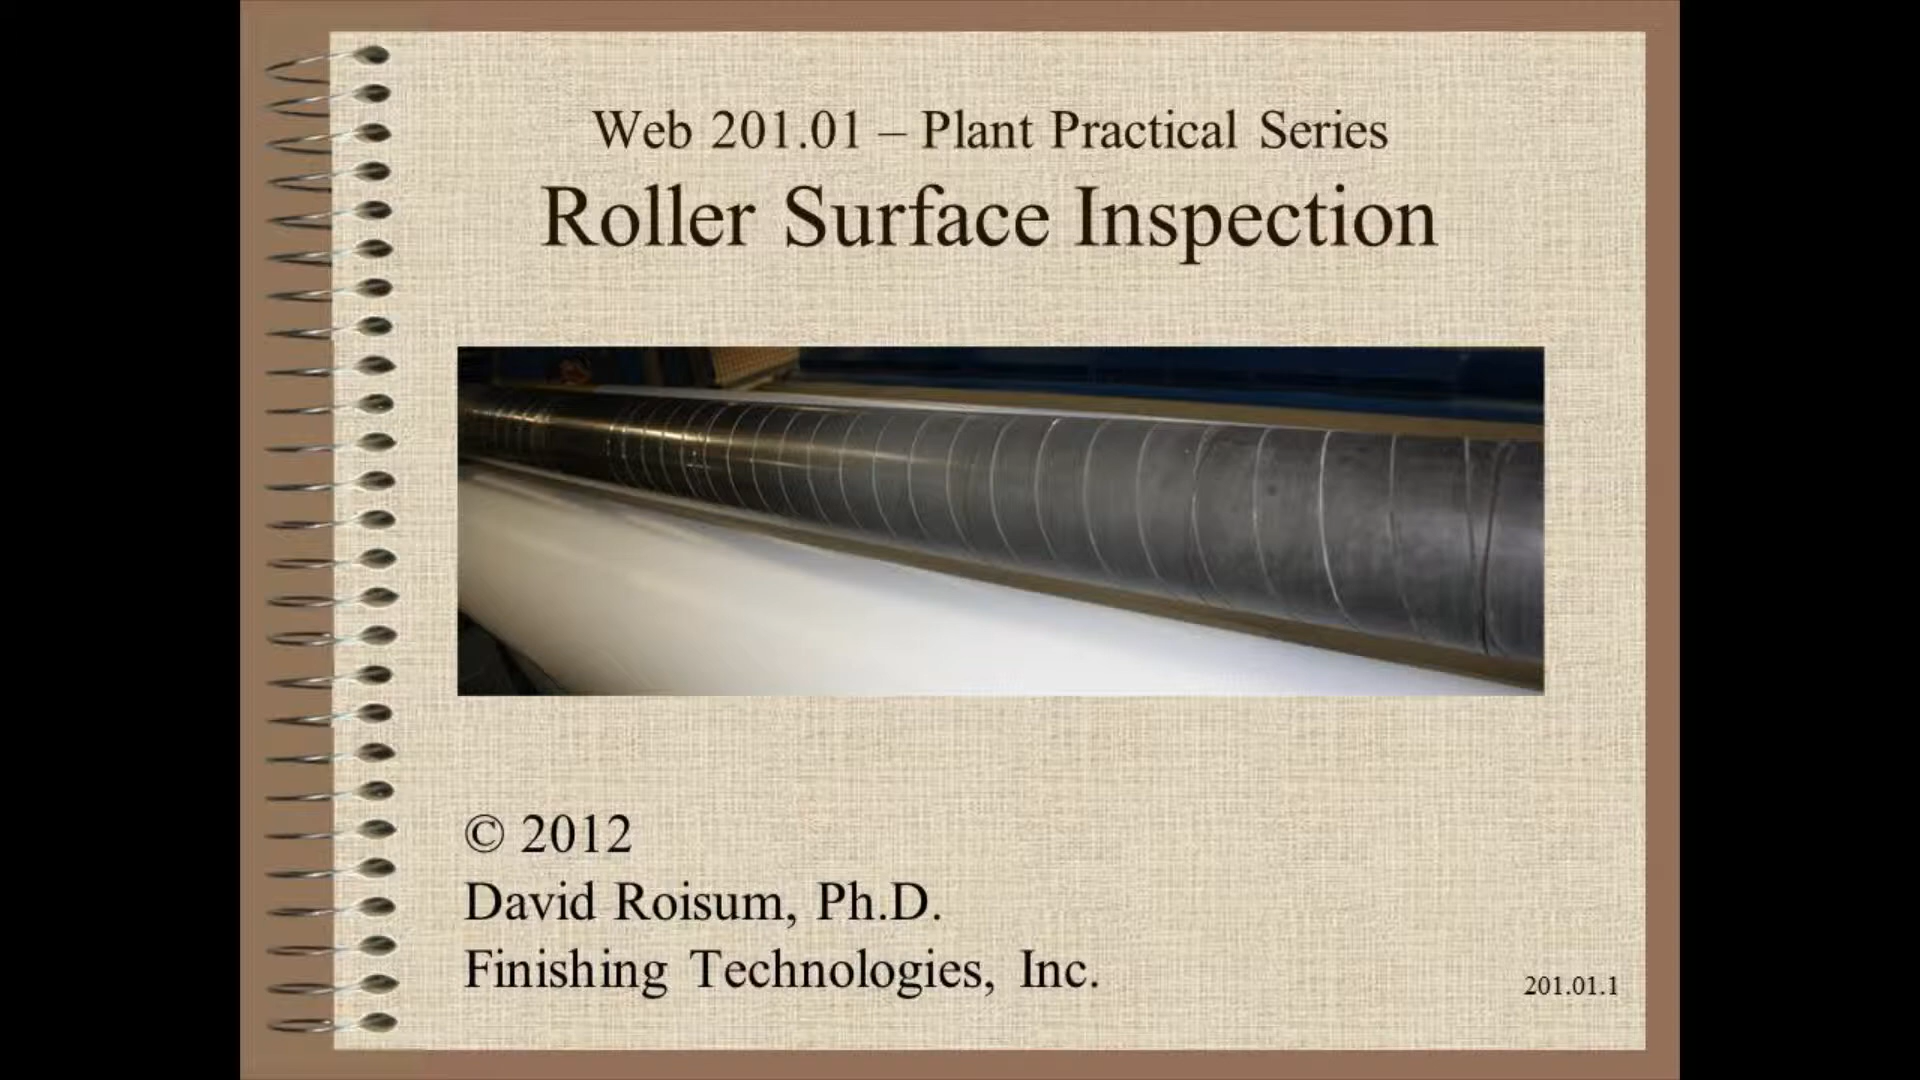 Web 201.01 – Plant Practical Series
Roller Surface Inspection
© 2012
David Roisum, Ph.D.
Finishing Technologies, Inc.
201.01.1